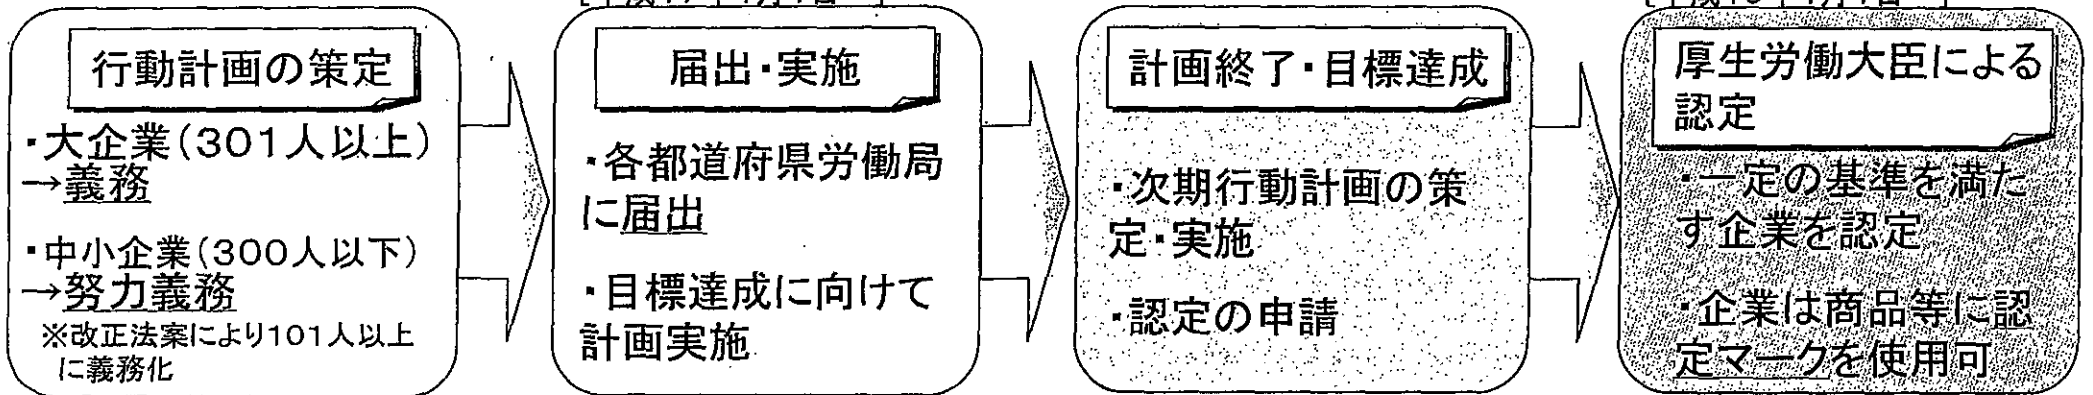 行動計画の策定
・大企業(301人以上)
→義務
・中小企業(300人以下)
→努力義務
※改正法案により101人以上
に義務化
届出・実施
・各都道府県労働局
に届出
・目標達成に向けて
計画実施
計画終了・目標達成
・次期行動計画の策
定・実施
・認定の申請
厚生労働大臣による
認定
・一定の基準を満た
す企業を認定
・企業は商品等に認
定マークを使用可